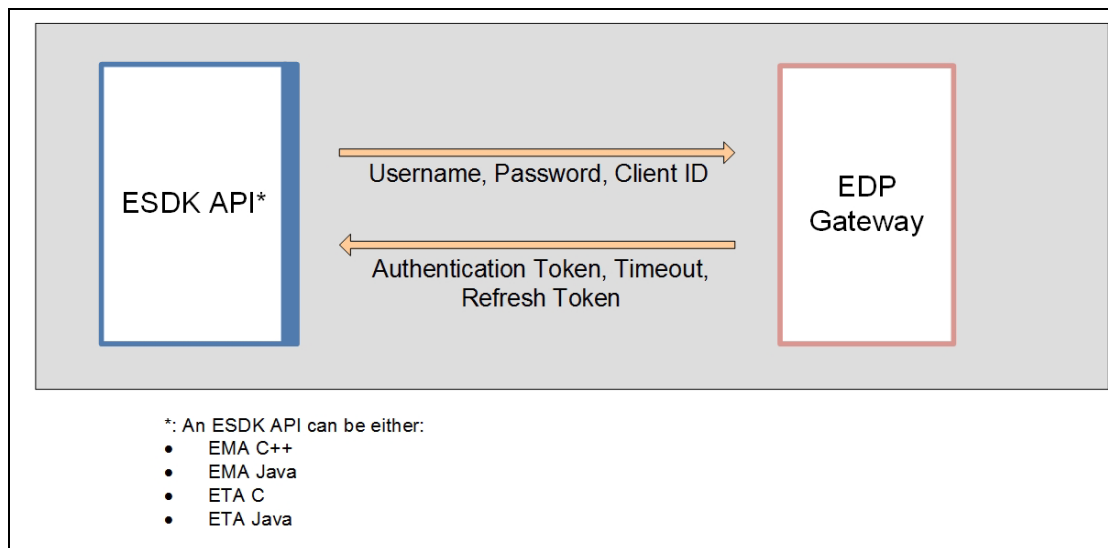 ESDK API*
Username, Password, Client ID
EDP
Gateway
Authentication Token, Timeout,
Refresh Token
*: An ESDK API can be either:
• EMA C++
• EMA Java
• ETA C
• ETA Java